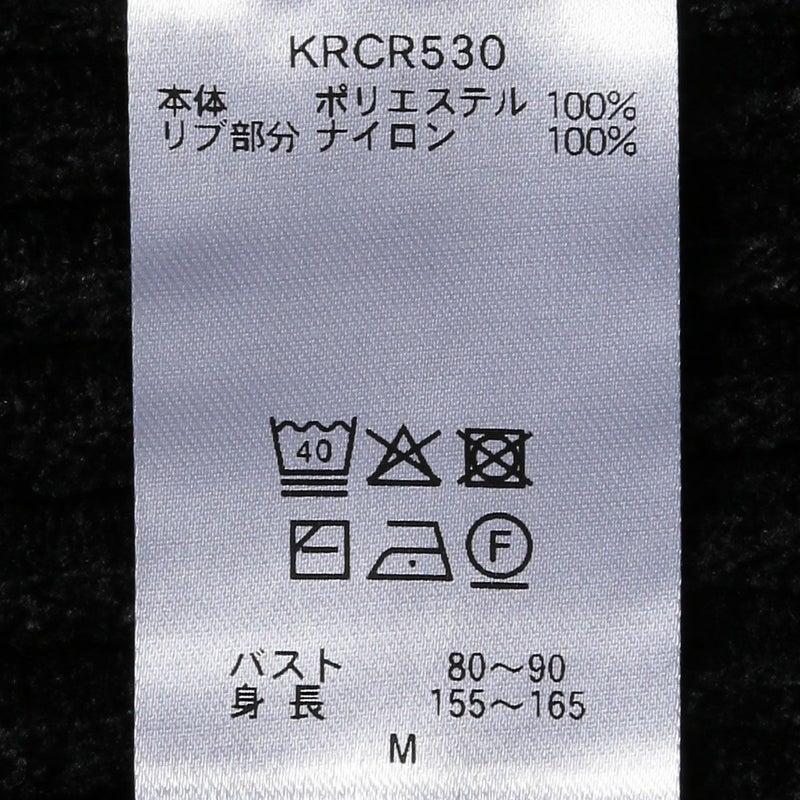 KRCR530
本体 ポリエステル 100%
リブ部分 ナイロン 100%
40
F
バスト 80～90
身長 155～165
M